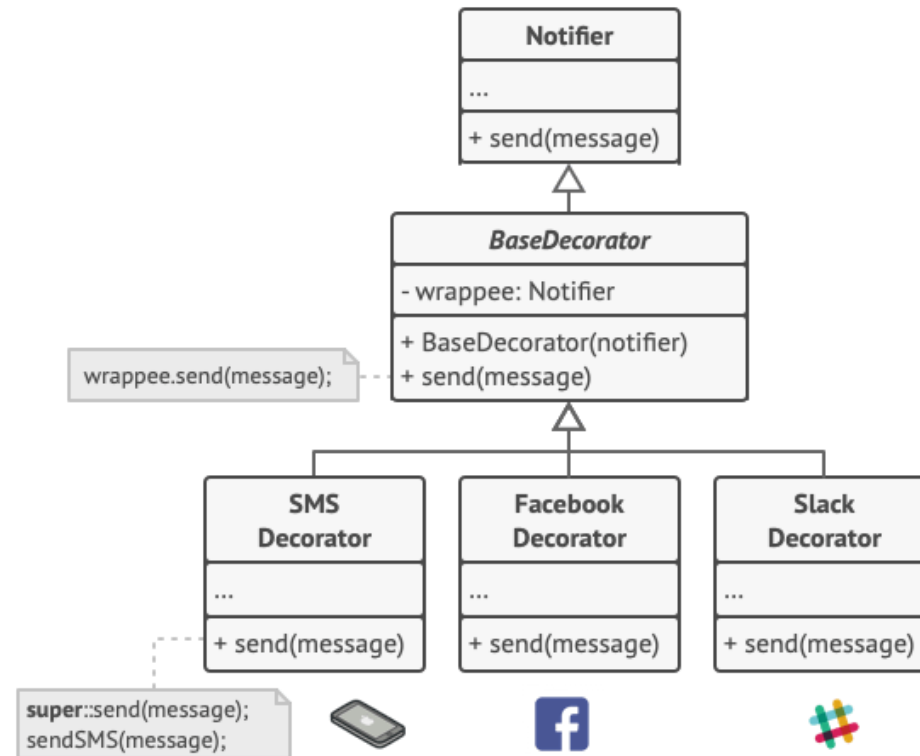 Notifier
...
+ send(message)
BaseDecorator
- wrappee: Notifier
+ BaseDecorator(notifier)
+ send(message)
wrappee.send(message);
SMS
Decorator
...
+ send(message)
Facebook
Decorator
...
+ send(message)
Slack
Decorator
...
+ send(message)
super::send(message);
sendSMS(message);